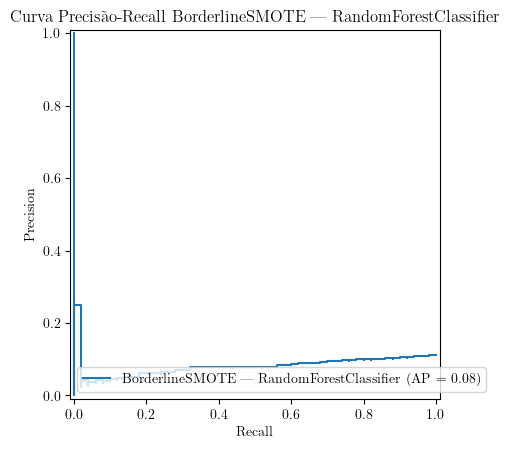 Curva Precisão-Recall BorderlineSMOTE — RandomForestClassifier
1.0
0.8
0.6
0.4
0.2
0.0
Precision
BorderlineSMOTE — RandomForestClassifier (AP = 0.08)
0.0 0.2 0.4 0.6 0.8 1.0
Recall